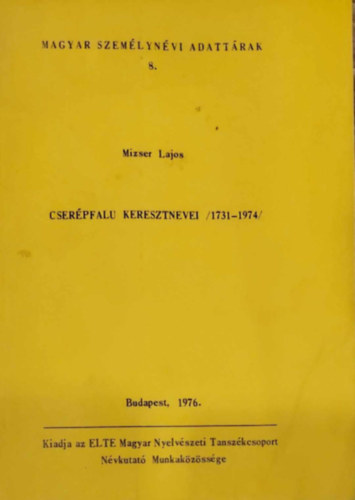 MAGYAR SZEMÉLYNÉVI ADATTÁRAK
8.
Mizser Lajos
CSERÉPFALU KERESZTNEVEI /1731-1974/
Budapest, 1976.
Kiadja az ELTE Magyar Nyelvészeti Tanszékcsoport
Névkutató Munkaközössége